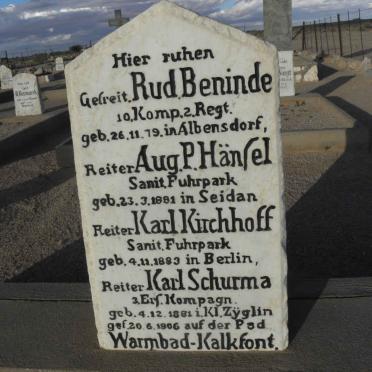 Hier ruhen
Gefreit. Rud. Beninde
10. Komp. 2. Regt.
geb. 26. 11. 79. in Albensdorf,
Reiter Aug. P. Hänsel
Sanit. Fuhrpark
geb. 23. 3. 1881 in Seidan
Reiter Karl Kirchhoff
Sanit. Fuhrpark
geb. 4. 11. 1883 in Berlin,
Reiter Karl Schurma
3. Ers. Kompagn.
geb. 4. 12. 1881 i. Kl. Zÿglin
gef. 20. 6. 1906 auf der Pad
Warmbad-Kalkfont.